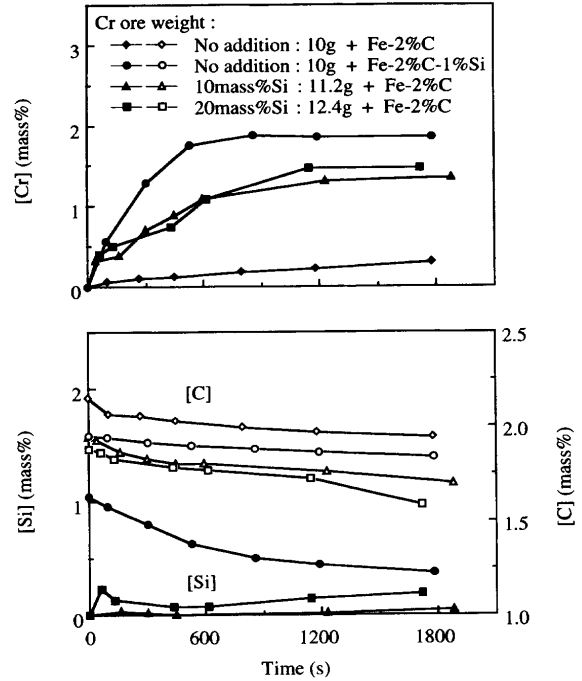 Cr ore weight :
No addition : 10g + Fe-2%C
No addition : 10g + Fe-2%C-1%Si
10mass%Si : 11.2g + Fe-2%C
20mass%Si : 12.4g + Fe-2%C
3
2
1
0
[Cr] (mass%)
2.5
2.0
1.5
1.0
[C] (mass%)
2
1
0
[Si] (mass%)
[C]
[Si]
0
600
1200
1800
Time (s)